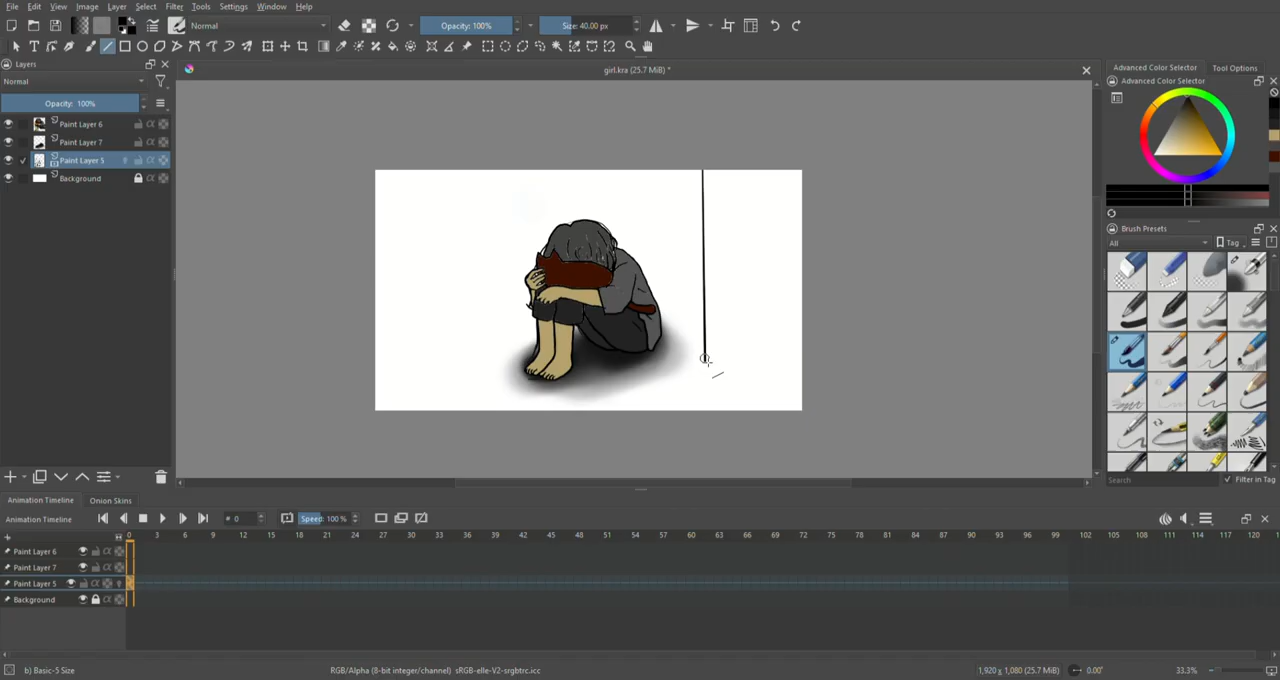 File Edit View Image Layer Select Filter Tools Settings Window Help
Normal Opacity: 100% Size: 40.00 px
Layers
girl.kra (25.7 MiB) *
Advanced Color Selector Tool Options
Advanced Color Selector
Normal
Opacity: 100%
Paint Layer 6
Paint Layer 7
Paint Layer 5
Background
Brush Presets
All Tag
Search Filter in Tag
Animation Timeline Onion Skins
Animation Timeline # 0 Speed: 100 %
0 3 6 9 12 15 18 21 24 27 30 33 36 39 42 45 48 51 54 57 60 63 66 69 72 75 78 81 84 87 90 93 96 99 102 105 108 111 114 117 120
Paint Layer 6
Paint Layer 7
Paint Layer 5
Background
b) Basic-5 Size RGB/Alpha (8-bit integer/channel) sRGB-elle-V2-srgbtrc.icc 1,920 x 1,080 (25.7 MiB) 0.00° 33.3%